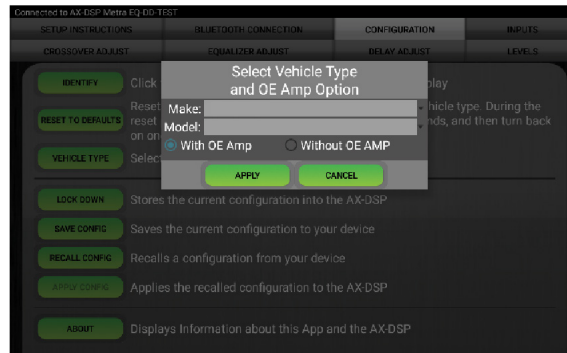 Connected to AX-DSP Metra EQ-DD-TEST
SETUP INSTRUCTIONS BLUETOOTH CONNECTION CONFIGURATION INPUTS
CROSSOVER ADJUST EQUALIZER ADJUST DELAY ADJUST LEVELS
Select Vehicle Type
and OE Amp Option
IDENTIFY Click play
Make:
Reset hicle type. During the
RESET TO DEFAULTS reset nds, and then turn back
Model:
on on
With OE Amp Without OE AMP
VEHICLE TYPE Select
APPLY CANCEL
LOCK DOWN Stores the current configuration into the AX-DSP
SAVE CONFIG Saves the current configuration to your device
RECALL CONFIG Recalls a configuration from your device
APPLY CONFIG Applies the recalled configuration to the AX-DSP
ABOUT Displays Information about this App and the AX-DSP